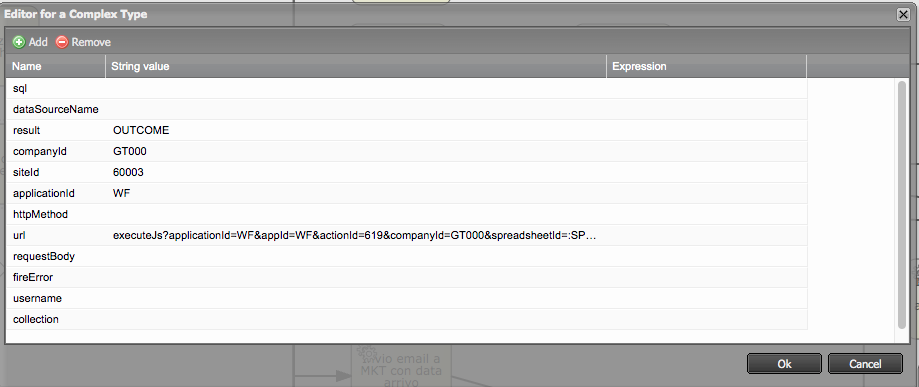 Editor for a Complex Type
Add Remove
Name String value Expression
sql
dataSourceName
result OUTCOME
companyId GT000
siteId 60003
applicationId WF
httpMethod
url executeJs?applicationId=WF&appId=WF&actionId=619&companyId=GT000&spreadsheetId=:SP…
requestBody
fireError
username
collection
Ok Cancel
Invio email a
MKT con data
arrivo